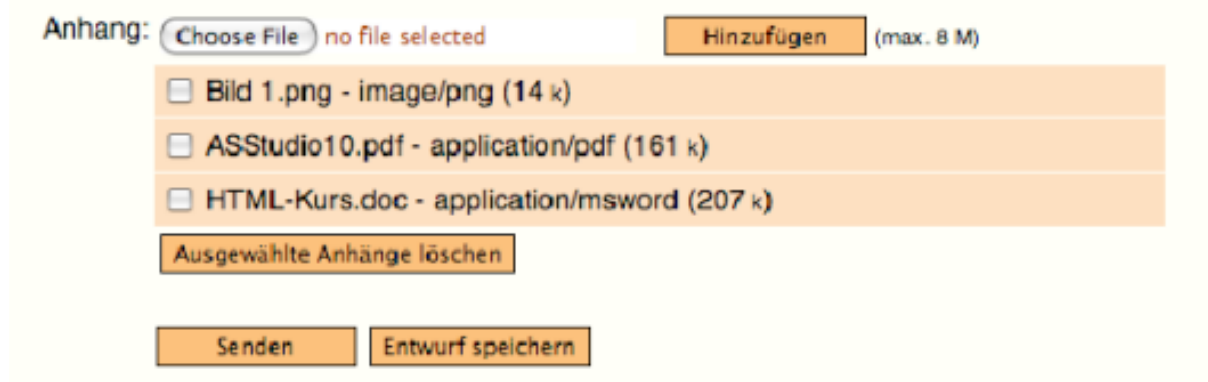 Anhang: Choose File no file selected Hinzufügen (max. 8 M)
Bild 1.png - image/png (14 k)
ASStudio10.pdf - application/pdf (161 k)
HTML-Kurs.doc - application/msword (207 k)
Ausgewählte Anhänge löschen
Senden Entwurf speichern